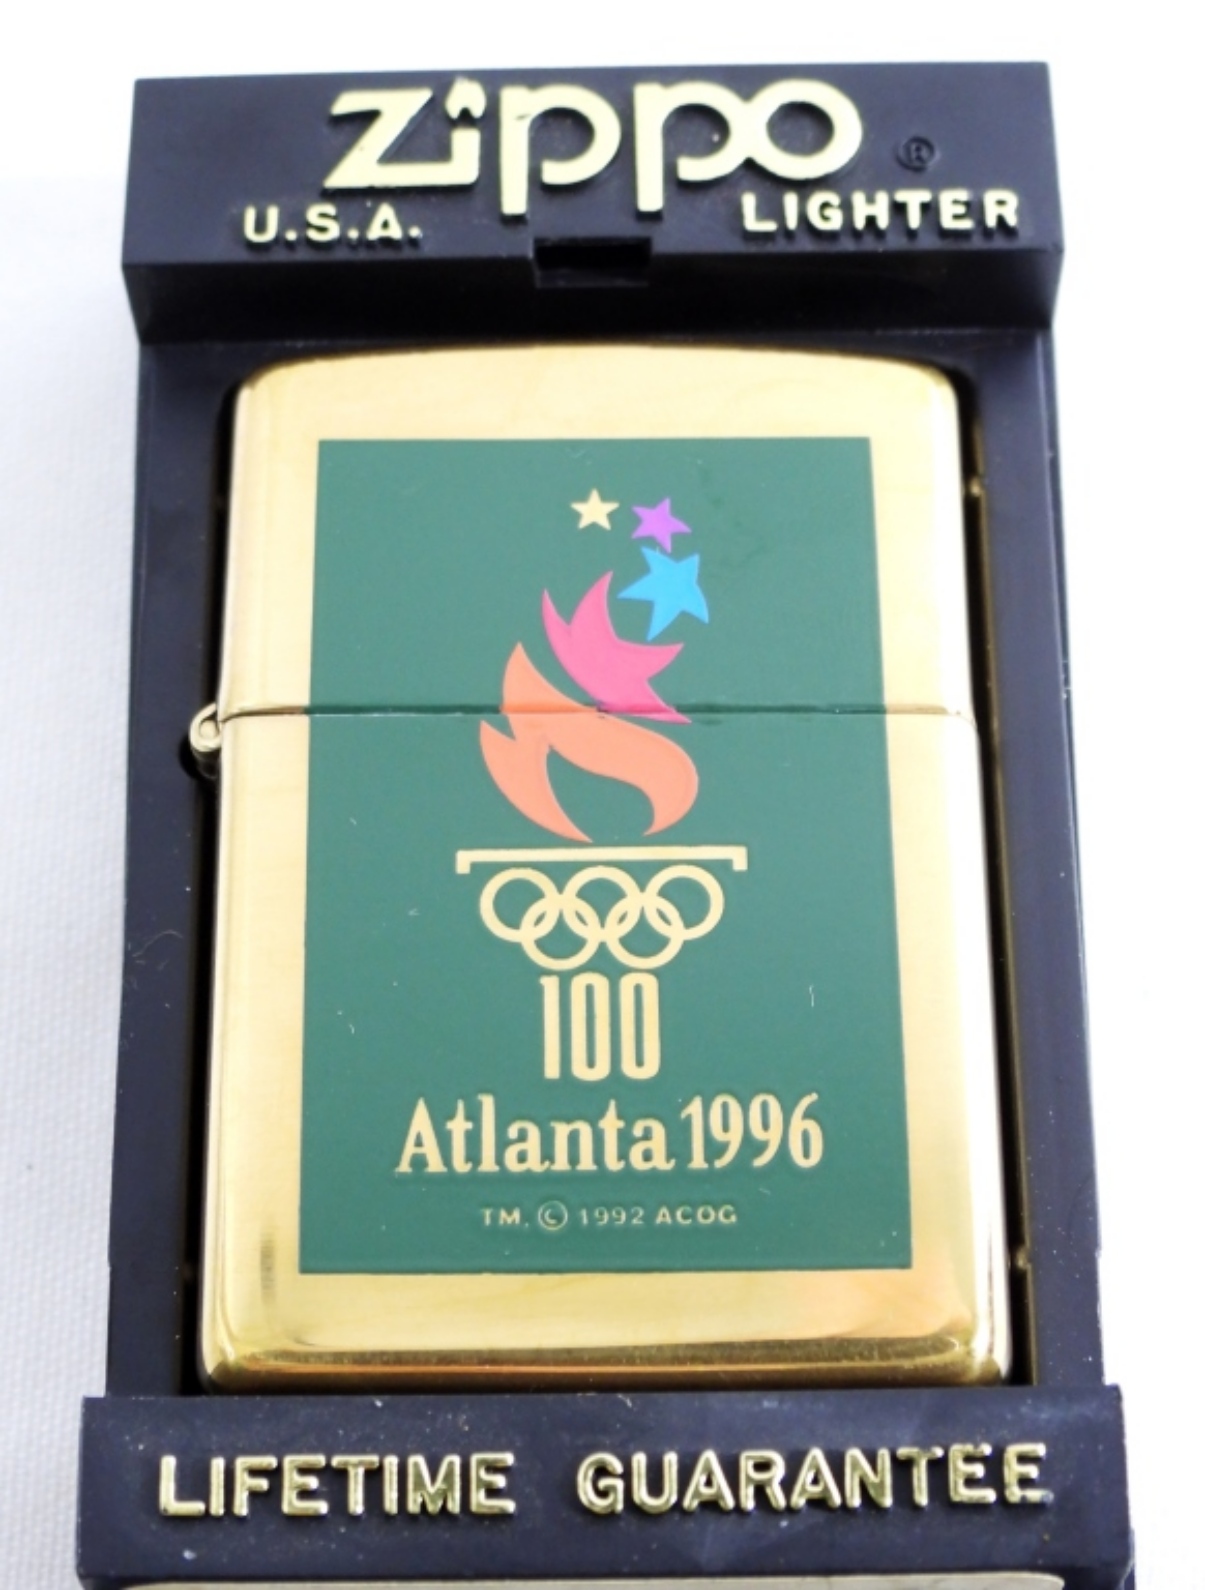 Zippo ®
U.S.A. LIGHTER
100
Atlanta 1996
TM. © 1992 ACOG
LIFETIME GUARANTEE